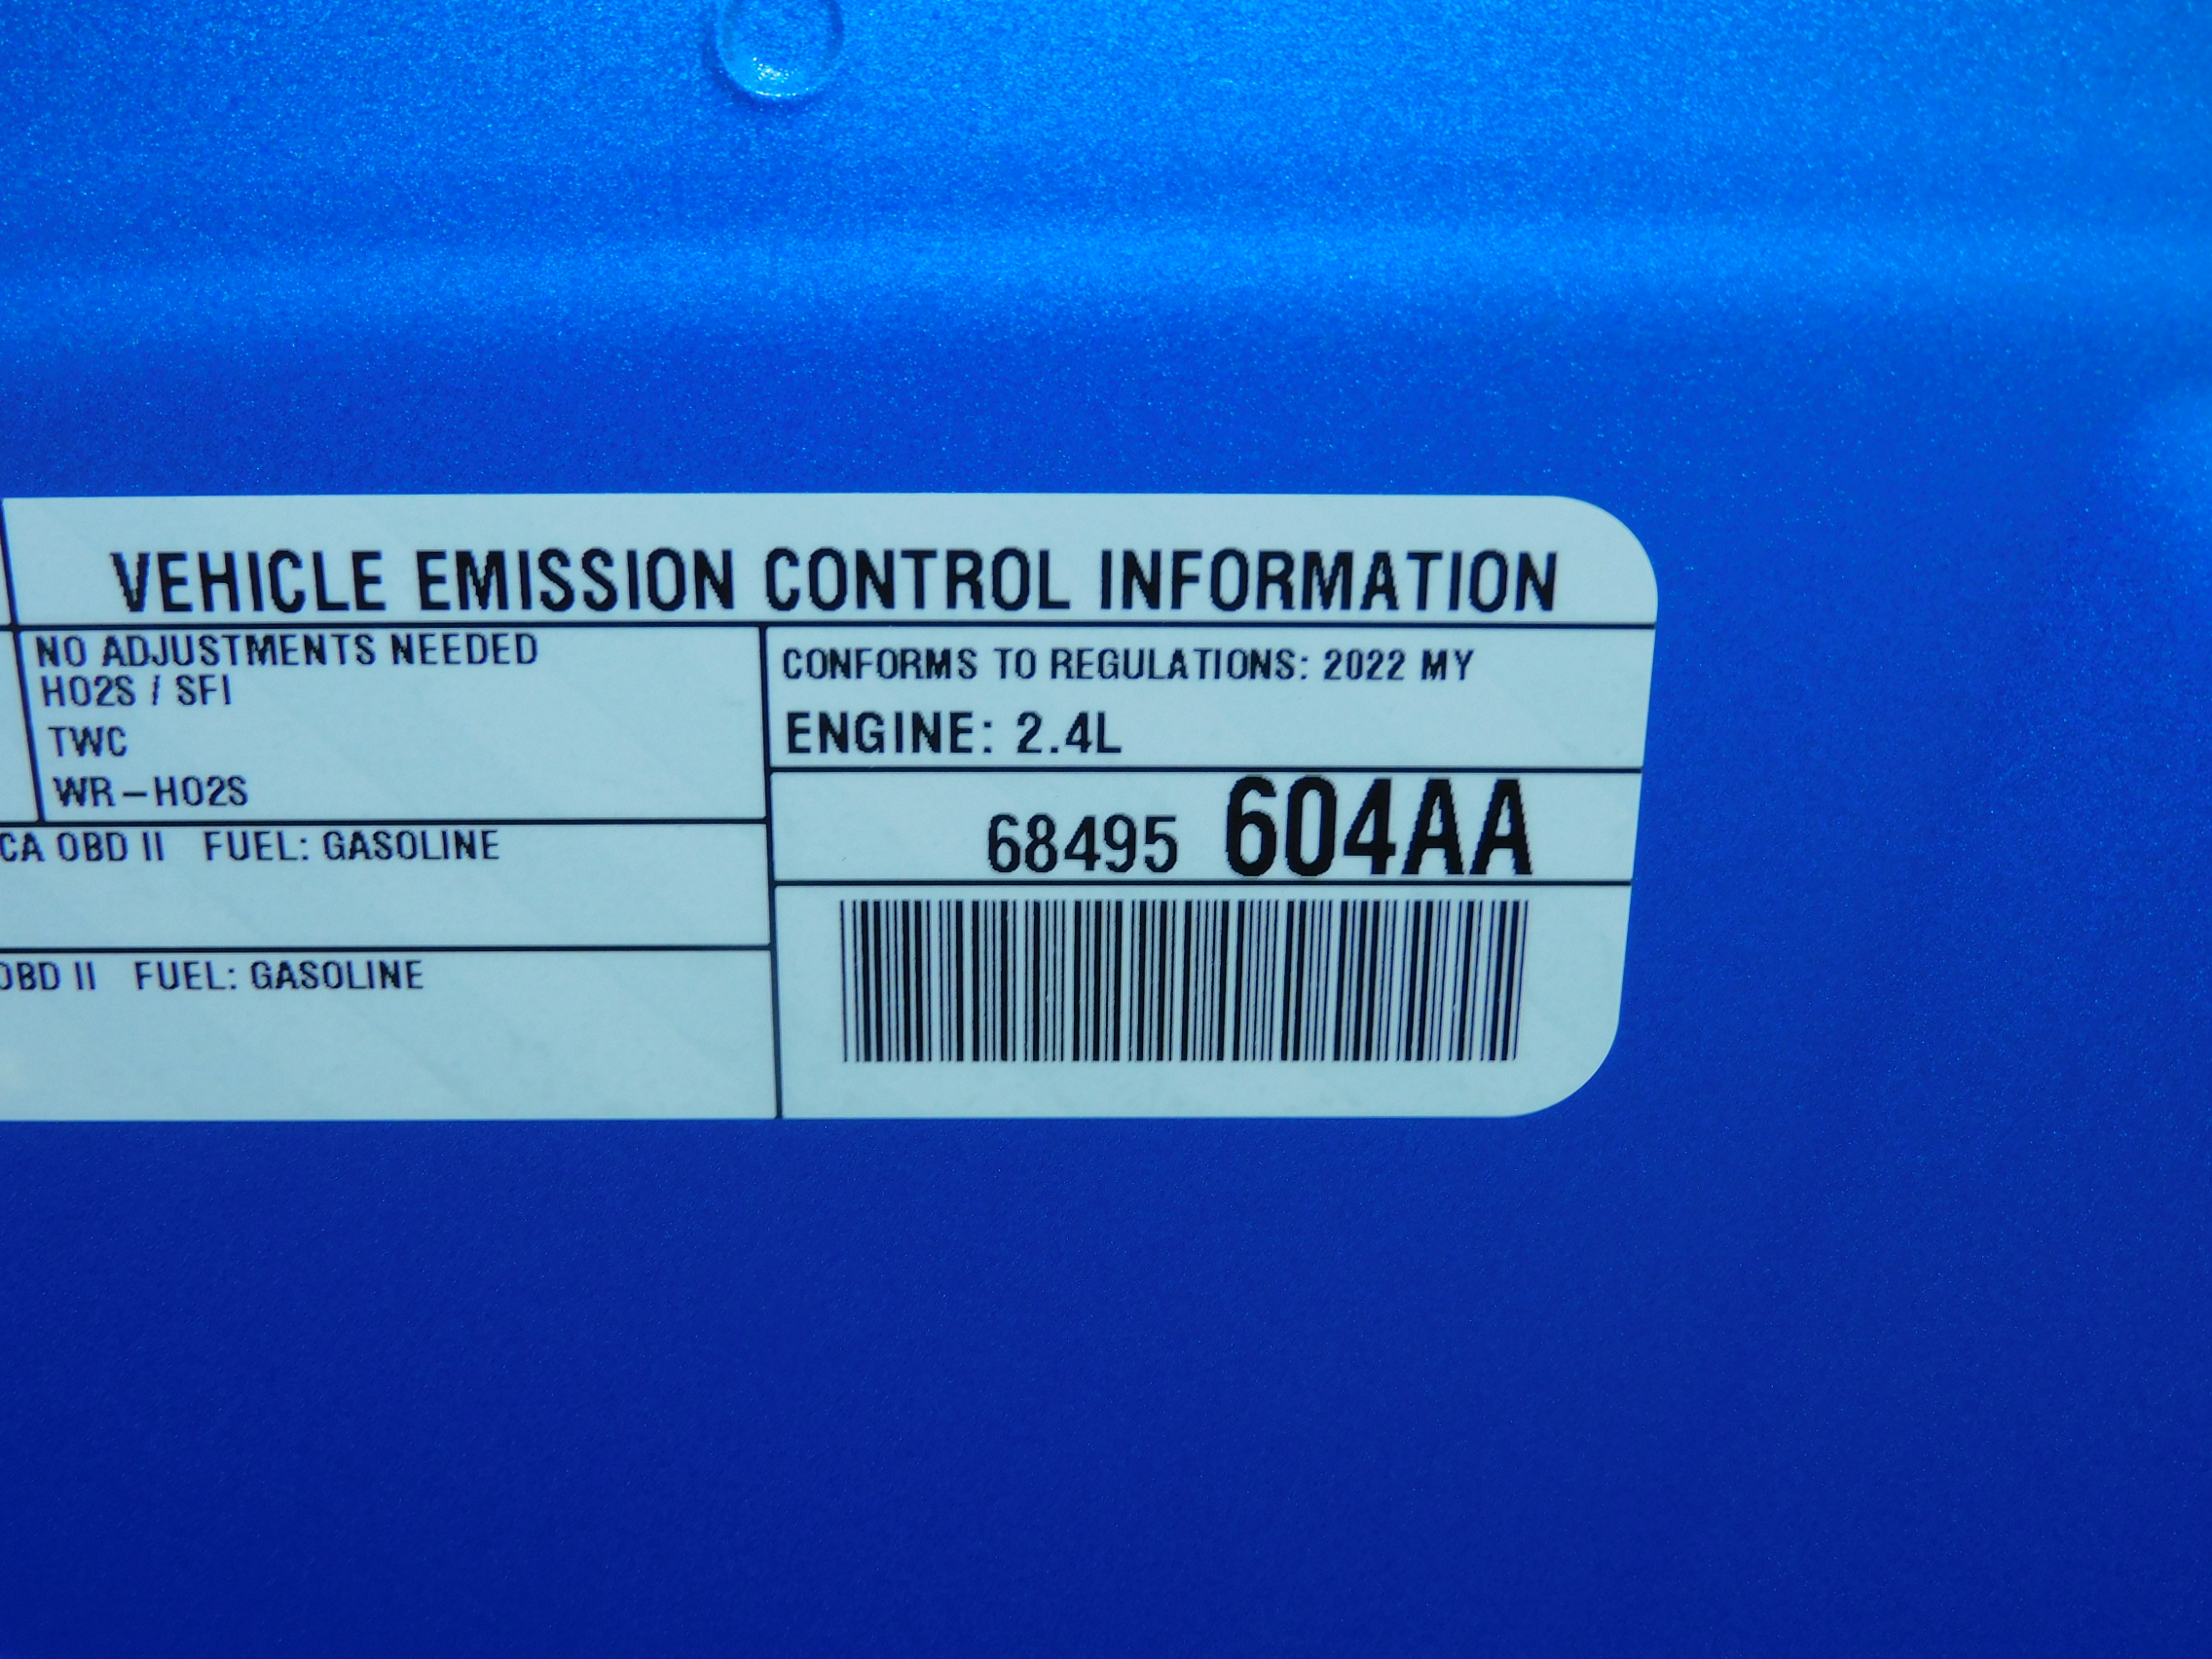 VEHICLE EMISSION CONTROL INFORMATION
NO ADJUSTMENTS NEEDED
HO2S / SFI
TWC
WR-HO2S
CA OBD II FUEL: GASOLINE
OBD II FUEL: GASOLINE
CONFORMS TO REGULATIONS: 2022 MY
ENGINE: 2.4L
68495 604AA